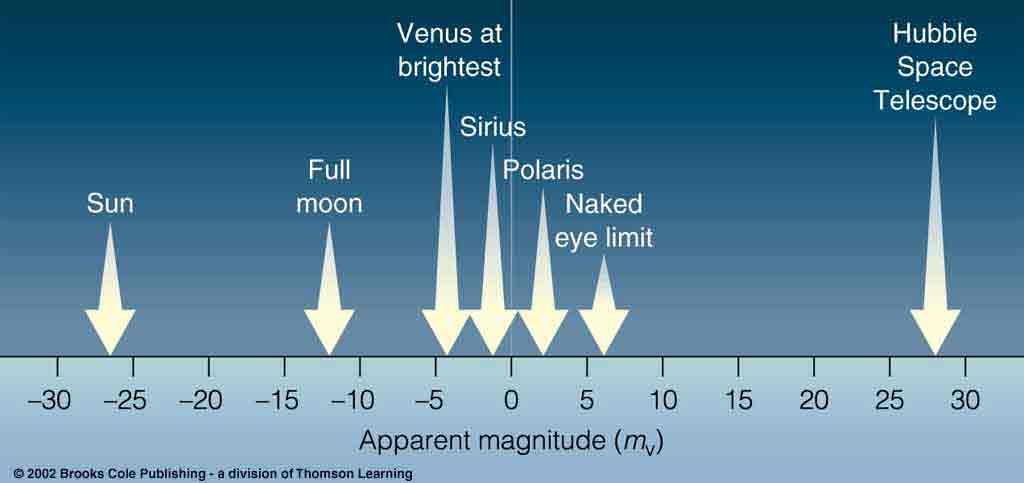 Venus at
brightest
Hubble
Space
Telescope
Sirius
Full
moon
Polaris
Sun
Naked
eye limit
–30 –25 –20 –15 –10 –5 0 5 10 15 20 25 30
Apparent magnitude (mv)
© 2002 Brooks Cole Publishing - a division of Thomson Learning